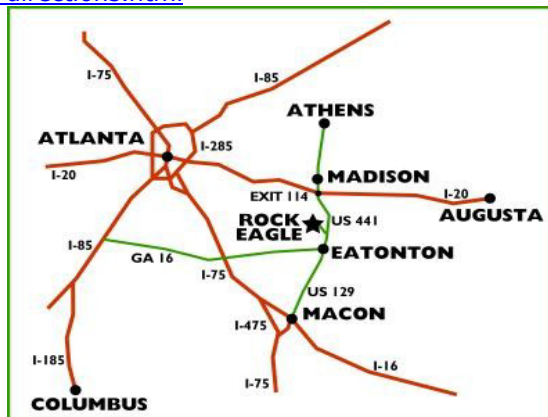 I-75
I-85
ATHENS
ATLANTA
I-285
I-20
MADISON
EXIT 114
I-20
ROCK
EAGLE
US 441
AUGUSTA
I-85
GA 16
I-75
EATONTON
US 129
I-475
MACON
I-185
I-75
I-16
COLUMBUS